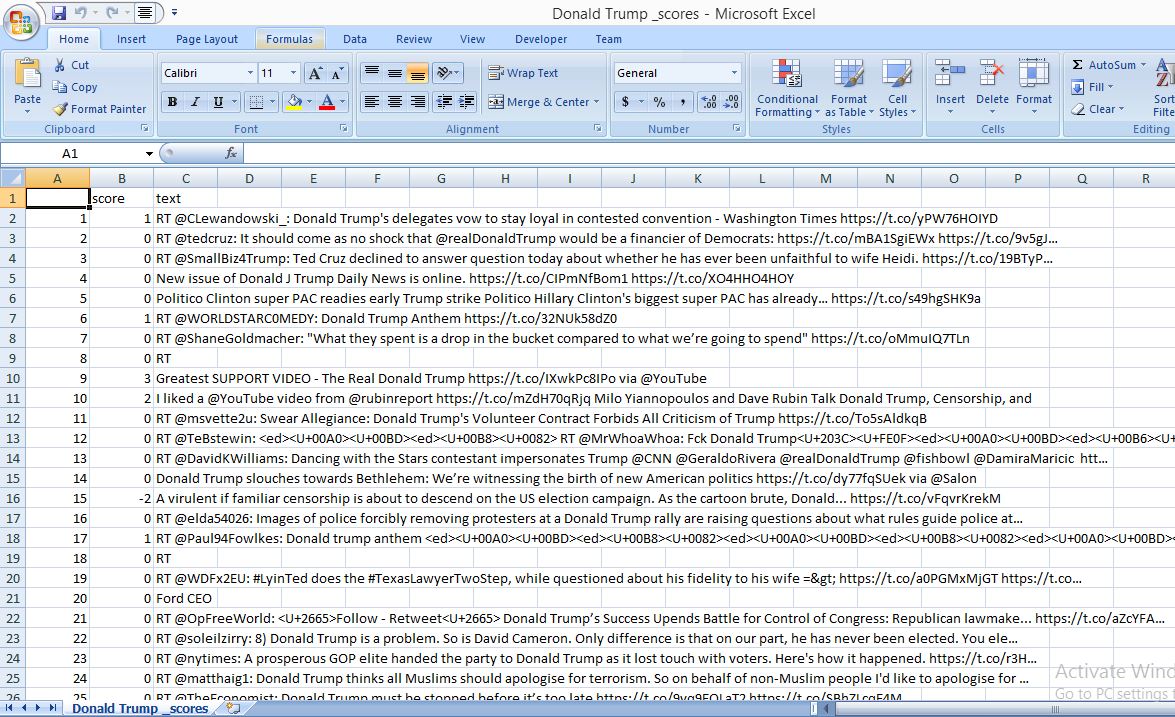 Donald Trump _scores - Microsoft Excel
Home Insert Page Layout Formulas Data Review View Developer Team
Paste Cut Copy Format Painter Clipboard
Calibri 11 A A B I U A Font
Wrap Text Merge & Center Alignment
General $ % , .00 .0 Number
Conditional Formatting Format as Table Cell Styles Styles
Insert Delete Format Cells
Σ AutoSum Fill Clear Sort Filte Editing
A1 fx
A B C D E F G H I J K L M N O P Q R
1 score text
2 1 1 RT @CLewandowski_: Donald Trump's delegates vow to stay loyal in contested convention - Washington Times https://t.co/yPW76HOIYD
3 2 0 RT @tedcruz: It should come as no shock that @realDonaldTrump would be a financier of Democrats: https://t.co/mBA1SgiEWx https://t.co/9v5gJ…
4 3 0 RT @SmallBiz4Trump: Ted Cruz declined to answer question today about whether he has ever been unfaithful to wife Heidi. https://t.co/19BTyP…
5 4 0 New issue of Donald J Trump Daily News is online. https://t.co/CIPmNfBom1 https://t.co/XO4HHO4HOY
6 5 0 Politico Clinton super PAC readies early Trump strike Politico Hillary Clinton's biggest super PAC has already… https://t.co/s49hgSHK9a
7 6 1 RT @WORLDSTARC0MEDY: Donald Trump Anthem https://t.co/32NUk58dZ0
8 7 0 RT @ShaneGoldmacher: "What they spent is a drop in the bucket compared to what we’re going to spend" https://t.co/oMmuIQ7TLn
9 8 0 RT
10 9 3 Greatest SUPPORT VIDEO - The Real Donald Trump https://t.co/IXwkPc8IPo via @YouTube
11 10 2 I liked a @YouTube video from @rubinreport https://t.co/mZdH70qRjq Milo Yiannopoulos and Dave Rubin Talk Donald Trump, Censorship, and
12 11 0 RT @msvette2u: Swear Allegiance: Donald Trump's Volunteer Contract Forbids All Criticism of Trump https://t.co/To5sAldkqB
13 12 0 RT @TeBstewin: <ed><U+00A0><U+00BD><ed><U+00B8><U+0082> RT @MrWhoaWhoa: Fck Donald Trump<U+203C><U+FE0F><ed><U+00A0><U+00BD><ed><U+00B6><U+
14 13 0 RT @DavidKWilliams: Dancing with the Stars contestant impersonates Trump @CNN @GeraldoRivera @realDonaldTrump @fishbowl @DamiraMaricic htt…
15 14 0 Donald Trump slouches towards Bethlehem: We’re witnessing the birth of new American politics https://t.co/dy77fqSUek via @Salon
16 15 -2 A virulent if familiar censorship is about to descend on the US election campaign. As the cartoon brute, Donald… https://t.co/vFqvrKrekM
17 16 0 RT @elda54026: Images of police forcibly removing protesters at a Donald Trump rally are raising questions about what rules guide police at…
18 17 1 RT @Paul94Fowlkes: Donald trump anthem <ed><U+00A0><U+00BD><ed><U+00B8><U+0082><ed><U+00A0><U+00BD><ed><U+00B8><U+0082><ed><U+00A0><U+00BD>
19 18 0 RT
20 19 0 RT @WDFx2EU: #LyinTed does the #TexasLawyerTwoStep, while questioned about his fidelity to his wife =&gt; https://t.co/a0PGMxMjGT https://t.co…
21 20 0 Ford CEO
22 21 0 RT @OpFreeWorld: <U+2665>Follow - Retweet<U+2665> Donald Trump’s Success Upends Battle for Control of Congress: Republican lawmake… https://t.co/aZcYFA…
23 22 0 RT @soleilzirry: 8) Donald Trump is a problem. So is David Cameron. Only difference is that on our part, he has never been elected. You ele…
24 23 0 RT @nytimes: A prosperous GOP elite handed the party to Donald Trump as it lost touch with voters. Here's how it happened. https://t.co/r3H…
25 24 0 RT @matthaig1: Donald Trump thinks all Muslims should apologise for terrorism. So on behalf of non-Muslim people I'd like to apologise for …
26 25 0 RT @TheEconomist: Donald Trump must be stopped before it’s too late
Activate Wind
Go to PC settings t
Donald Trump _scores